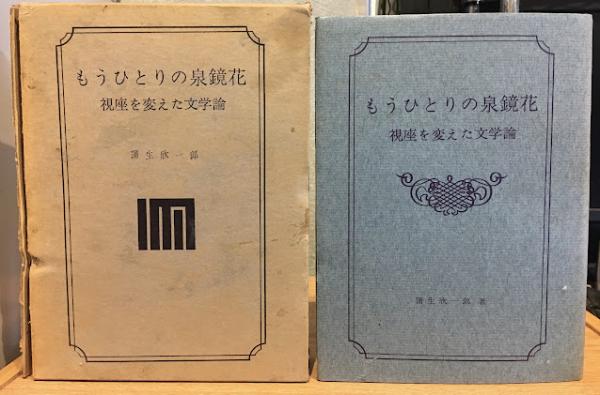 もうひとりの泉鏡花
視座を変えた文学論
蒲生欣一郎
もうひとりの泉鏡花
視座を変えた文学論
蒲生欣一郎 著